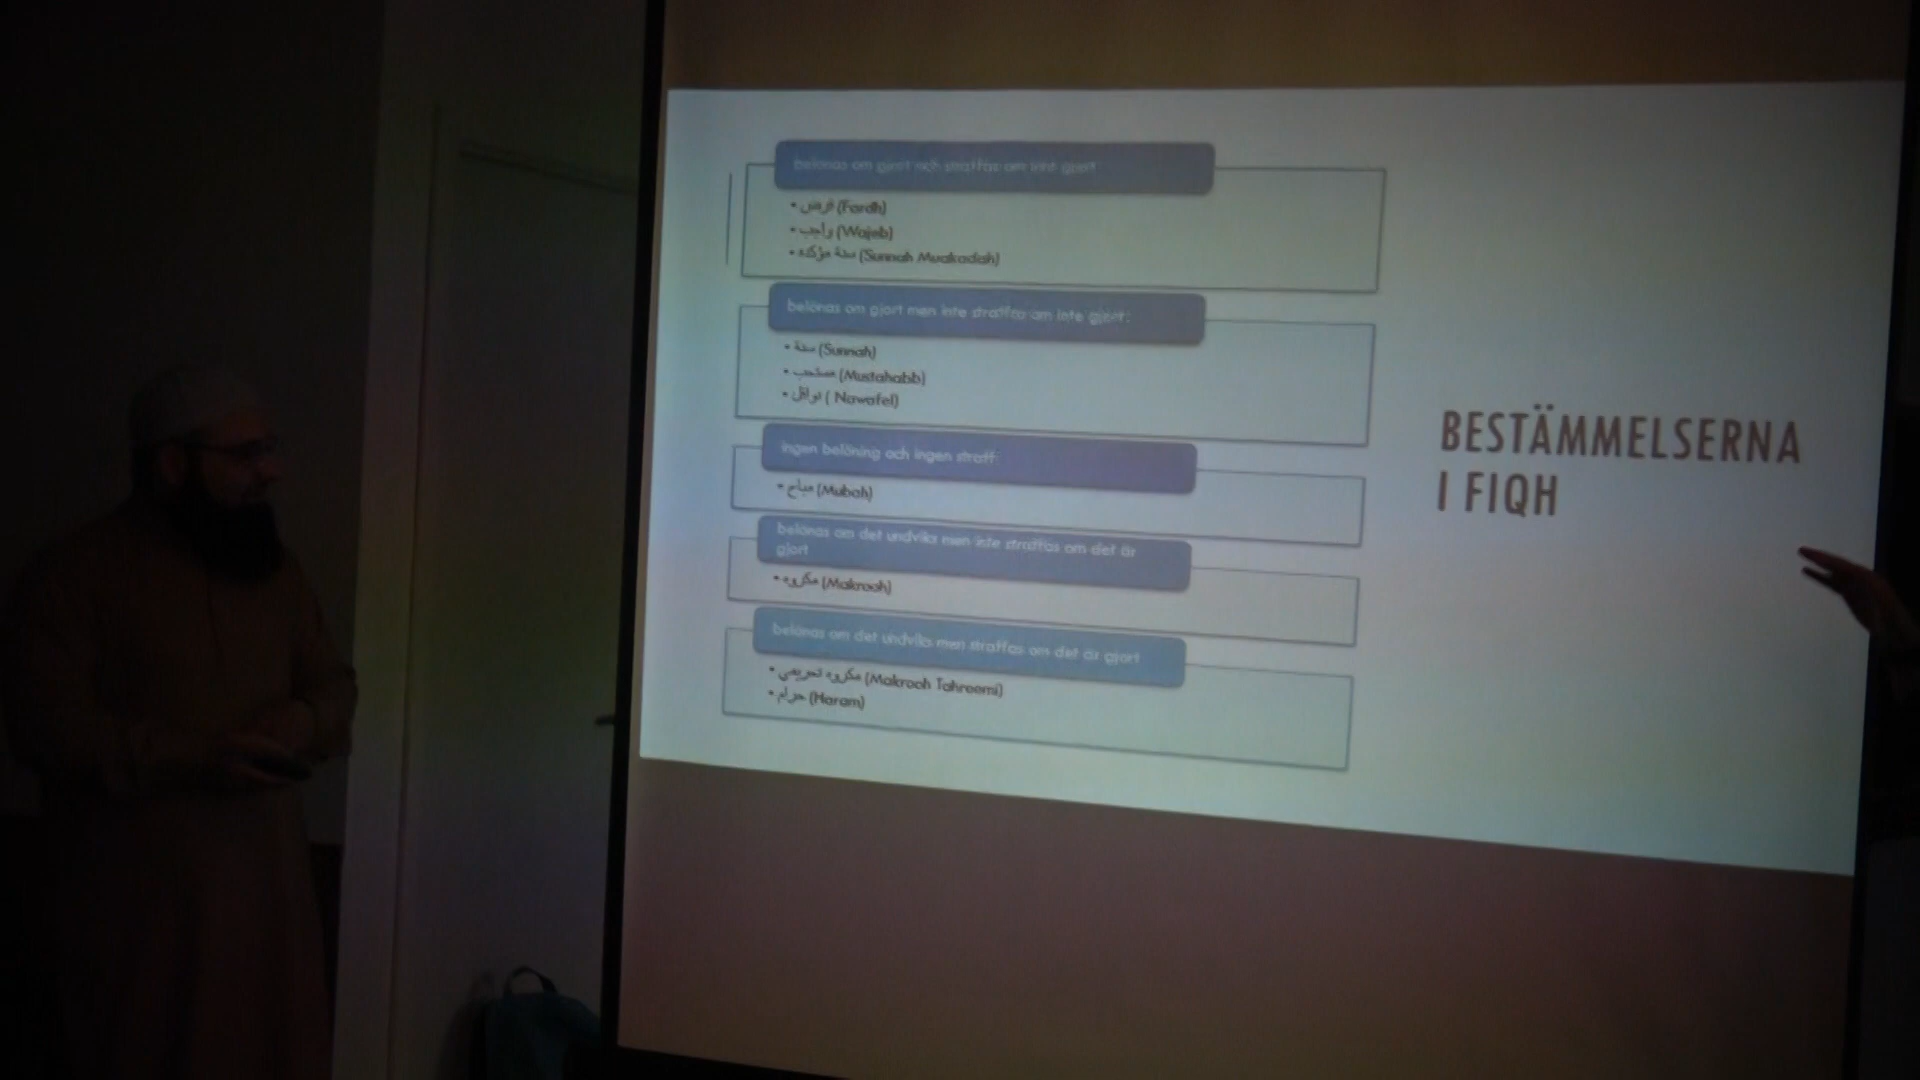 belönas om gjort och straffas om inte gjort:
• فرض (Fardh)
• واجب (Wajeb)
• سنة مؤكده (Sunnah Muakadah)
belönas om gjort men inte straffas om inte gjort:
• سنة (Sunnah)
• مستحب (Mustahabb)
• نوافل ( Nawafel)
ingen belöning och ingen straff
• مباح (Mubah)
belönas om det undviks men inte straffas om det är
gjort
• مكروه (Makrooh)
belönas om det undviks men straffas om det är gjort
• مكروه تحريمي (Makrooh Tahreemi)
• حرام (Haram)
BESTÄMMELSERNA
I FIQH